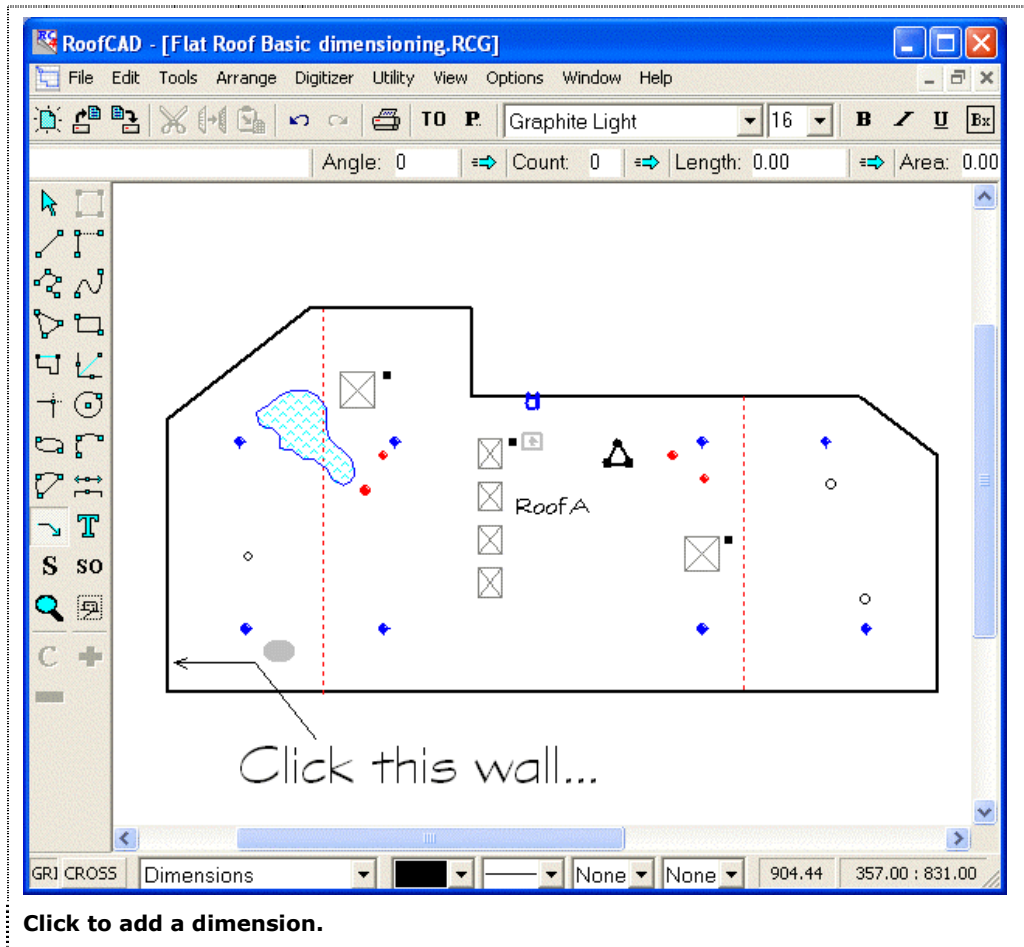 RoofCAD - [Flat Roof Basic dimensioning.RCG]
File Edit Tools Arrange Digitizer Utility View Options Window Help
TO P. Graphite Light 16 B I U Bx
Angle: 0 Count: 0 Length: 0.00 Area: 0.00
T
S SO
Roof A
C
Click this wall...
GRI CROSS Dimensions None None 904.44 357.00 : 831.00
Click to add a dimension.